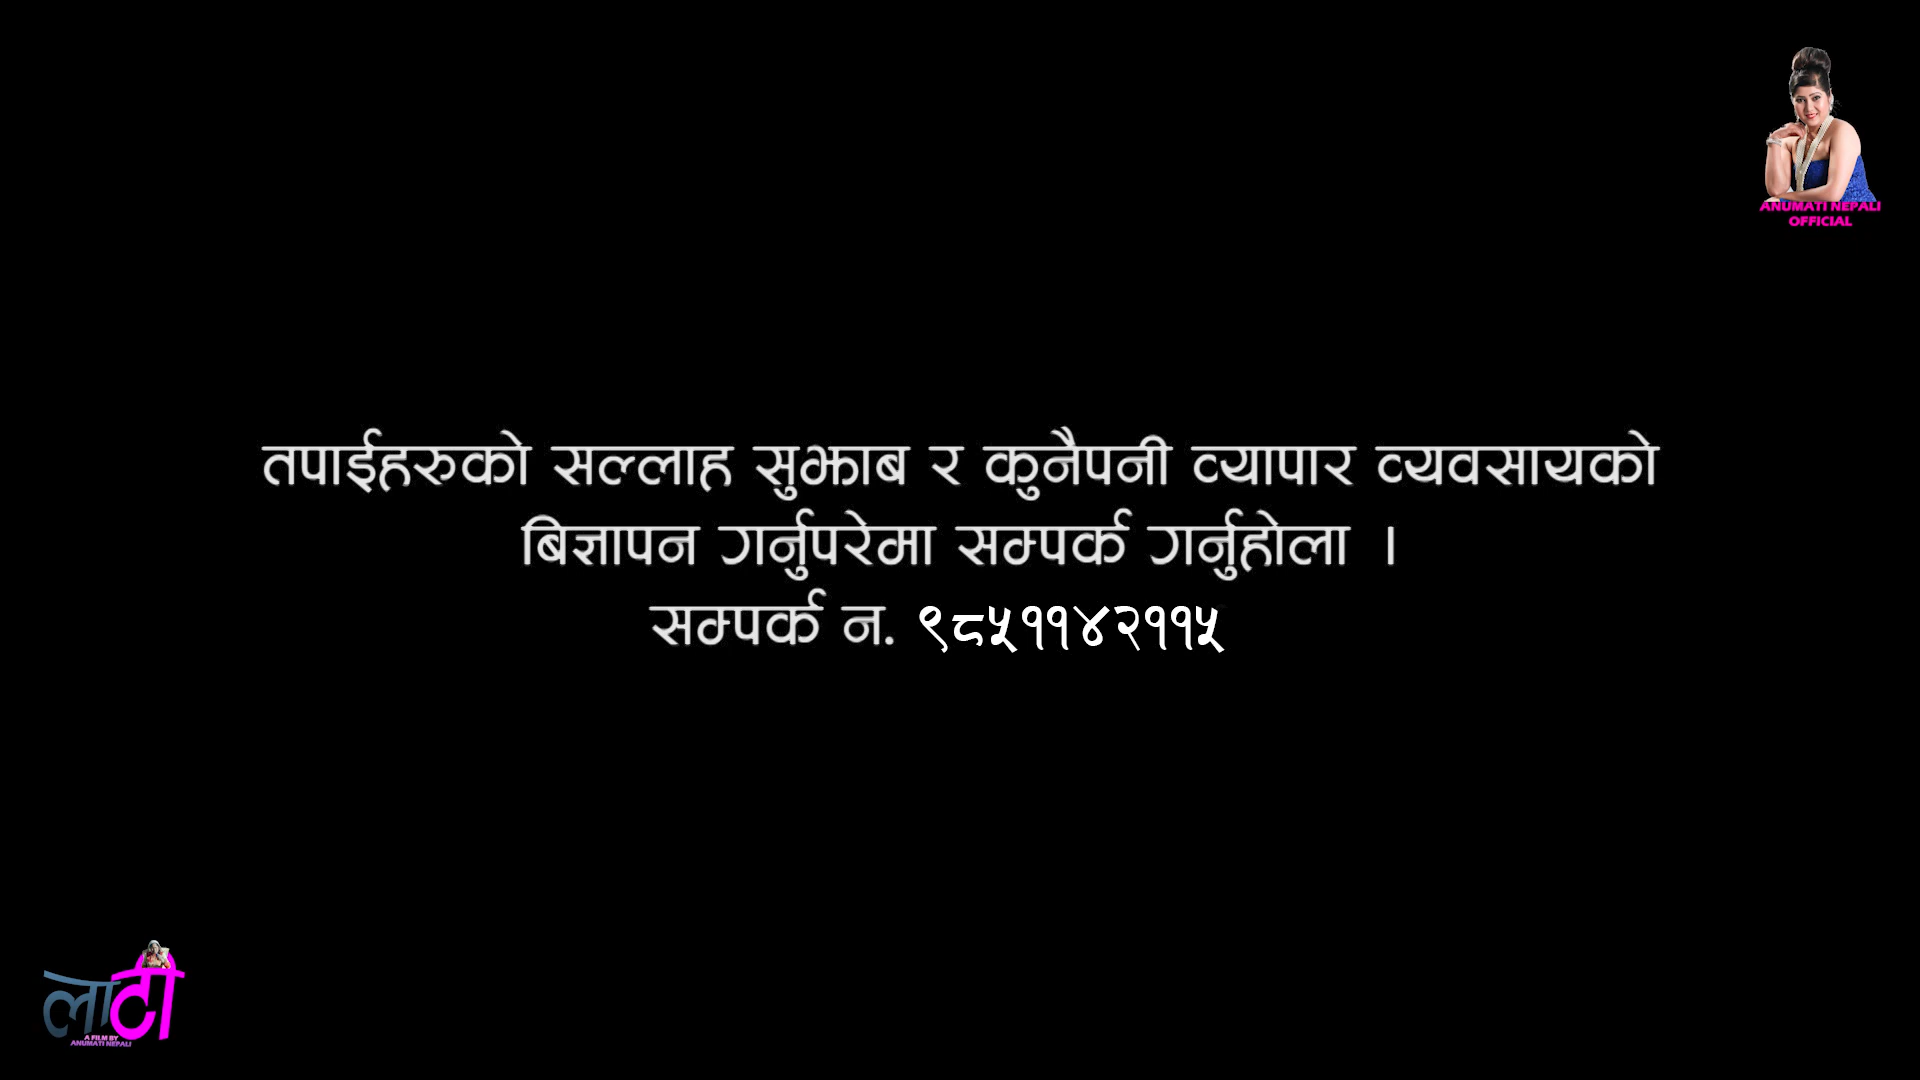 ANUMATI NEPALI
OFFICIAL
तपाईहरुको सल्लाह सुझाब र कुनैपनी व्यापार व्यवसायको
बिज्ञापन गर्नुपरेमा सम्पर्क गर्नुहोला ।
सम्पर्क न. ९८५११४२११५
लाटी
A FILM BY
ANUMATI NEPALI